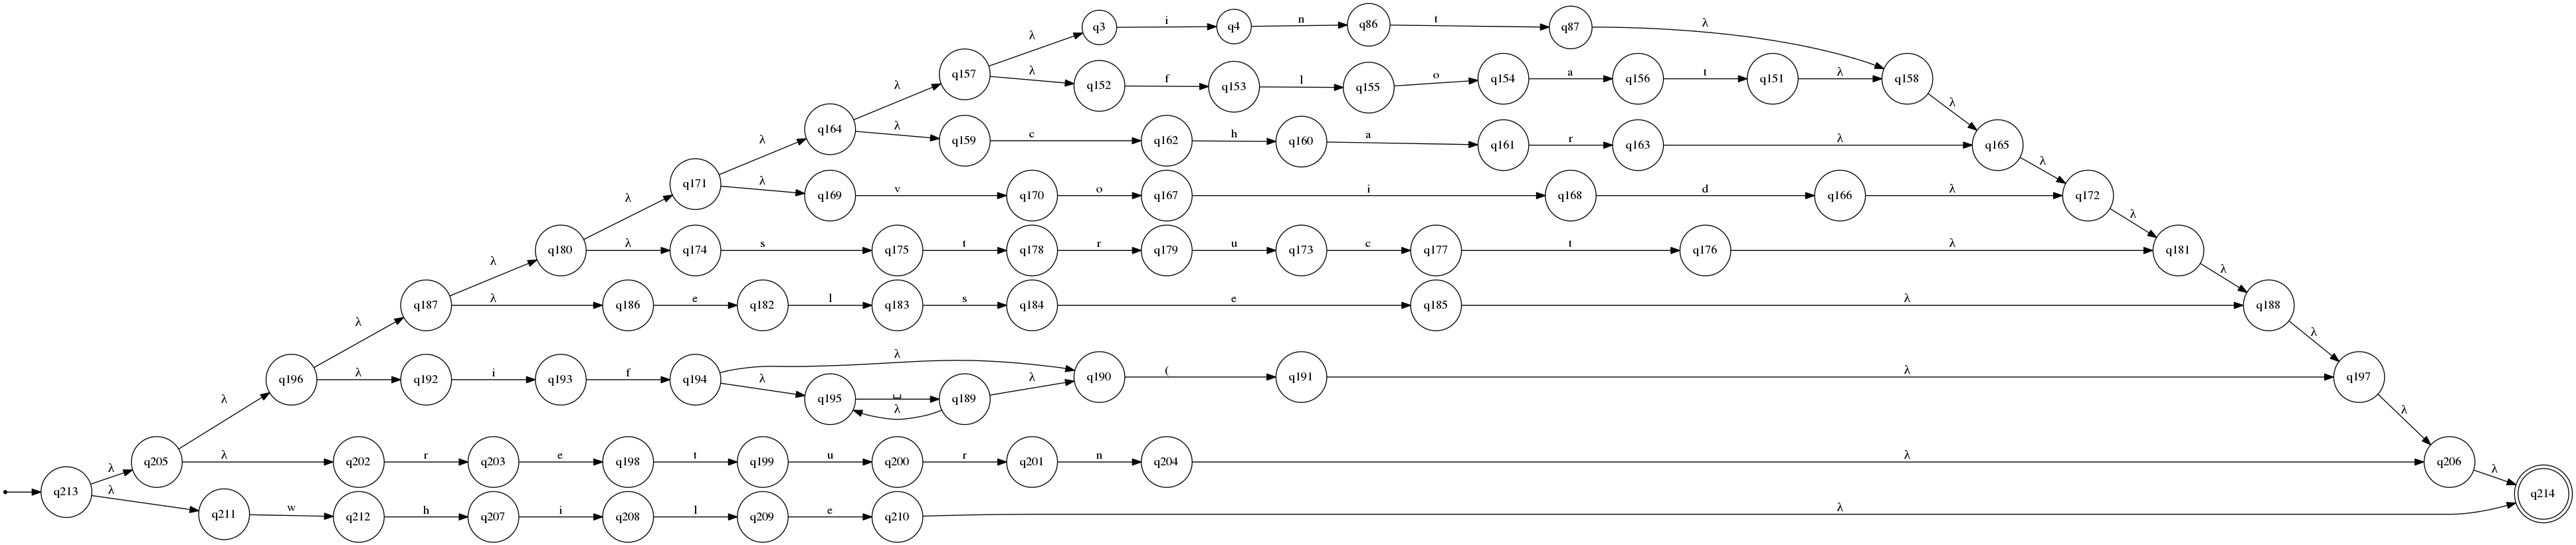 q3 i q4 n q86 t q87 λ
λ q157 λ q152 f q153 l q155 o q154 a q156 t q151 λ q158
λ q164 λ q159 c q162 h q160 a q161 r q163 λ q165 λ
λ q171 λ q169 v q170 o q167 i q168 d q166 λ q172 λ
λ q180 λ q174 s q175 t q178 r q179 u q173 c q177 t q176 λ q181 λ
λ q187 λ q186 e q182 l q183 s q184 e q185 λ q188 λ
λ q196 λ q192 i q193 f q194 λ q190 ( q191 λ q197 λ
λ q195 ␣ q189 λ
λ
λ q205 λ q202 r q203 e q198 t q199 u q200 r q201 n q204 λ q206 λ
q213 λ λ q214
q211 w q212 h q207 i q208 l q209 e q210 λ